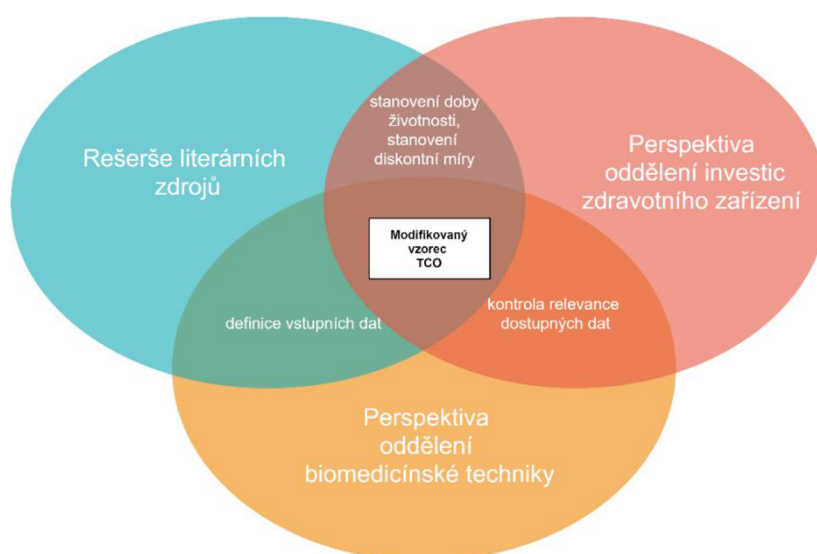 stanovení doby
životnosti,
stanovení
diskontní míry
Rešerše literárních
zdrojů
Perspektiva
oddělení investic
zdravotního zařízení
Modifikovaný
vzorec
TCO
definice vstupních dat
kontrola relevance
dostupných dat
Perspektiva
oddělení
biomedicínské techniky